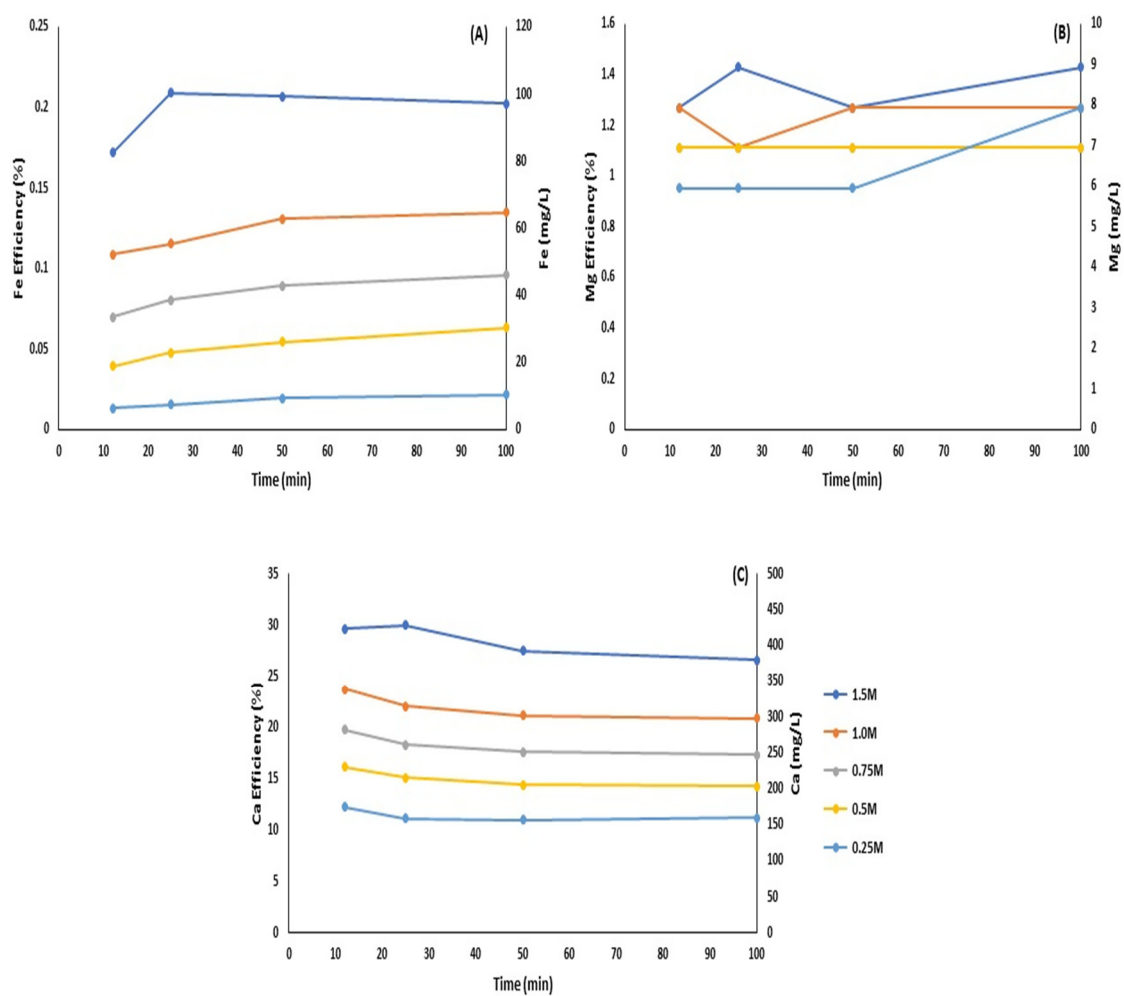 (A)
Fe Efficiency (%)
0.25
0.2
0.15
0.1
0.05
0
120
100
80
60
40
20
0
Fe (mg/L)
0 10 20 30 40 50 60 70 80 90 100
Time (min)
(B)
Mg Efficiency (%)
1.6
1.4
1.2
1
0.8
0.6
0.4
0.2
0
10
9
8
7
6
5
4
3
2
1
0
Mg (mg/L)
0 10 20 30 40 50 60 70 80 90 100
Time (min)
(C)
Ca Efficiency (%)
35
30
25
20
15
10
5
0
500
450
400
350
300
250
200
150
100
50
0
Ca (mg/L)
0 10 20 30 40 50 60 70 80 90 100
Time (min)
1.5M
1.0M
0.75M
0.5M
0.25M